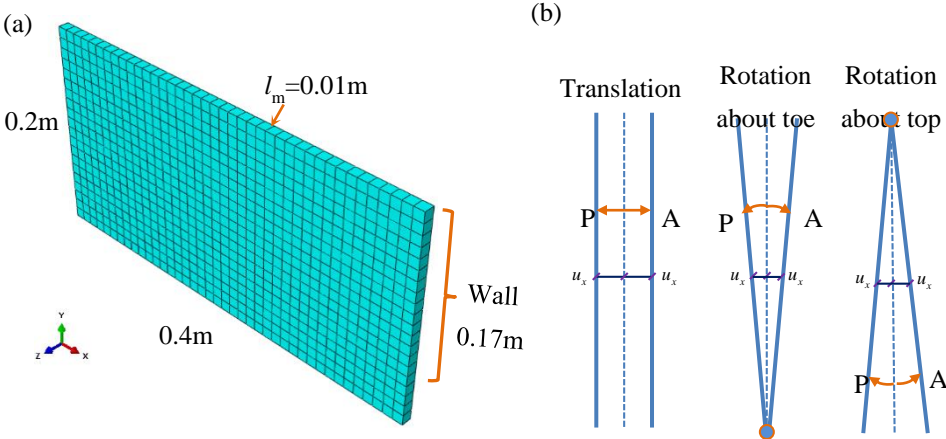 (a)
l_m=0.01m
0.2m
Wall
0.17m
0.4m
Y
Z
X
(b)
Translation
Rotation about toe
Rotation about top
P
A
u_x
u_x
P
A
u_x
u_x
P
A
u_x
u_x